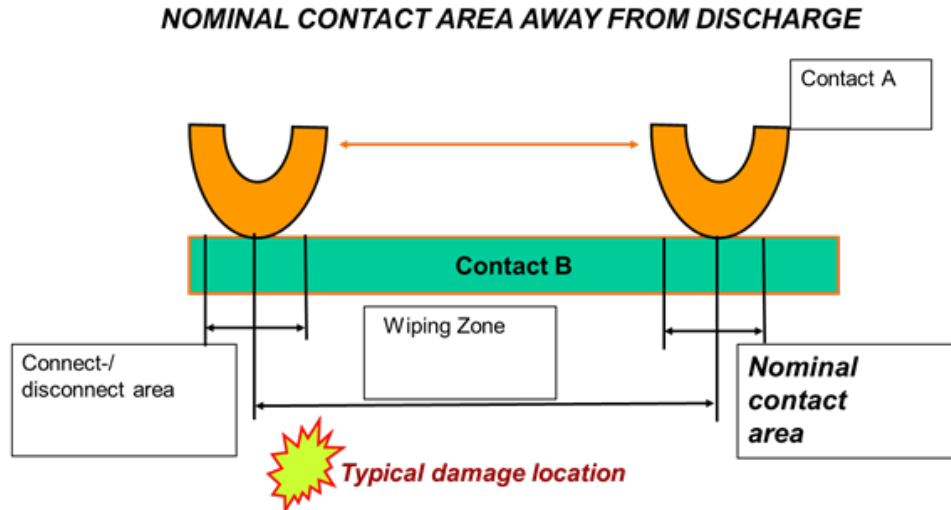 NOMINAL CONTACT AREA AWAY FROM DISCHARGE
Contact A
Contact B
Wiping Zone
Connect-/
disconnect area
Nominal
contact
area
Typical damage location